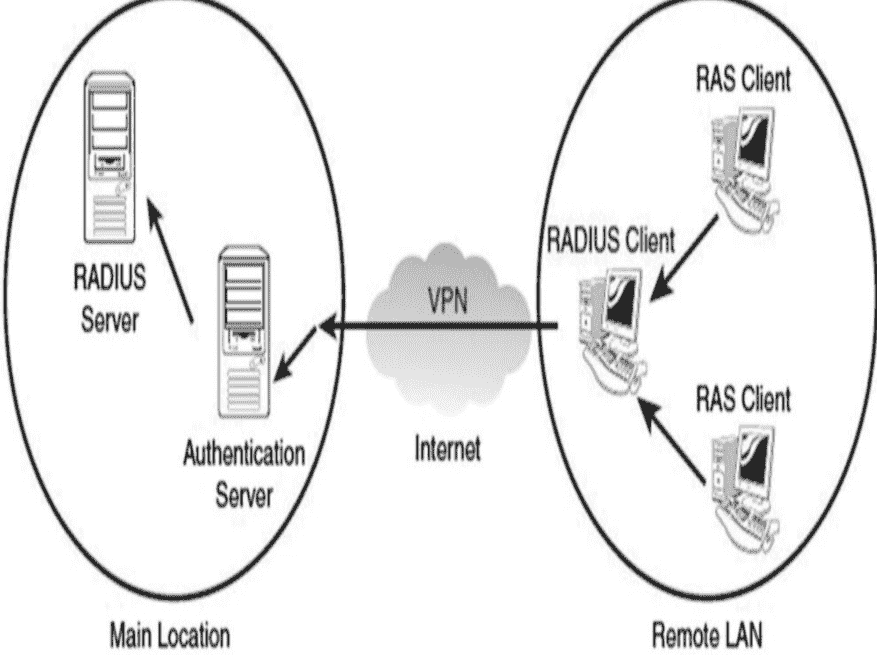 RAS Client
RADIUS Client
RADIUS
Server
VPN
RAS Client
Authentication
Server
Internet
Main Location
Remote LAN